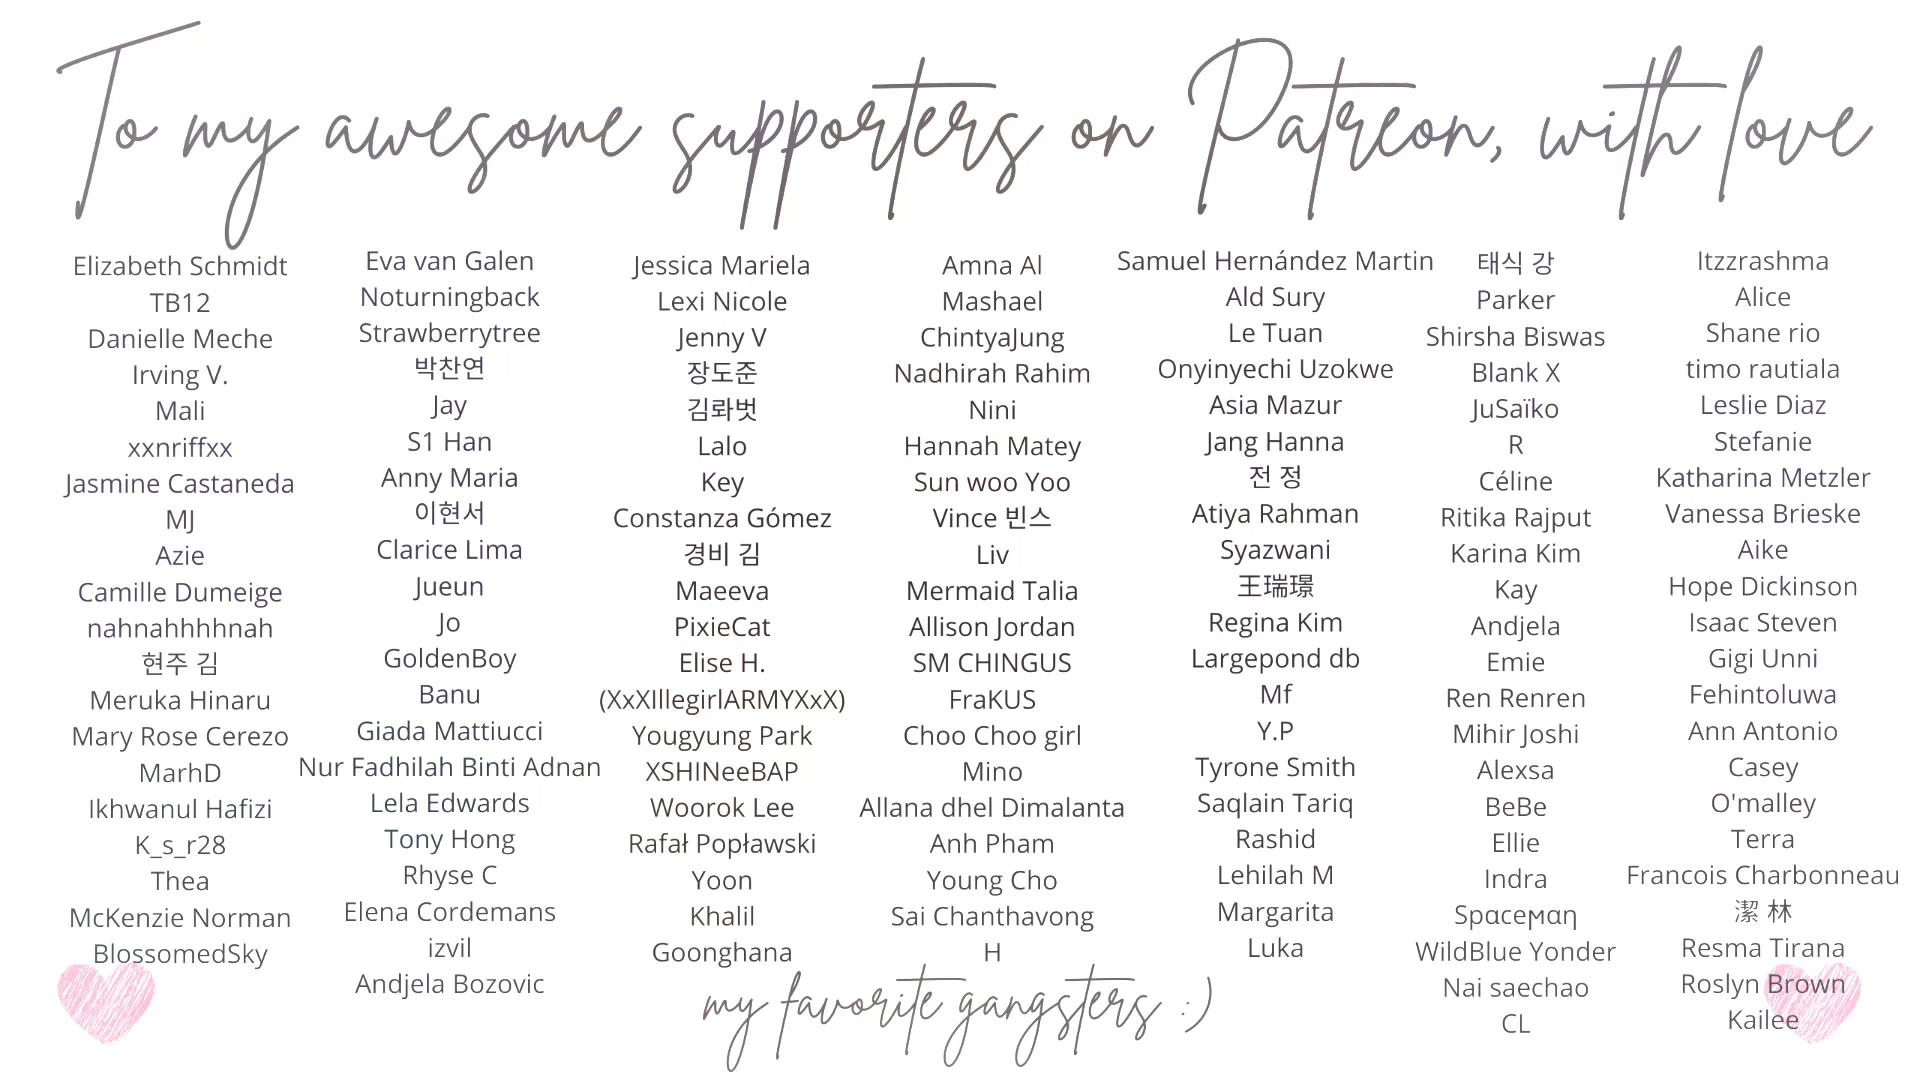 To my awesome supporters on Patreon, with love
Elizabeth Schmidt
TB12
Danielle Meche
Irving V.
Mali
xxnriffxx
Jasmine Castaneda
MJ
Azie
Camille Dumeige
nahnahhhhnah
현주 김
Meruka Hinaru
Mary Rose Cerezo
MarhD
Ikhwanul Hafizi
K_s_r28
Thea
McKenzie Norman
BlossomedSky
Eva van Galen
Noturningback
Strawberrytree
박찬연
Jay
S1 Han
Anny Maria
이현서
Clarice Lima
Jueun
Jo
GoldenBoy
Banu
Giada Mattiucci
Nur Fadhilah Binti Adnan
Lela Edwards
Tony Hong
Rhyse C
Elena Cordemans
izvil
Andjela Bozovic
Jessica Mariela
Lexi Nicole
Jenny V
장도준
김롸벗
Lalo
Key
Constanza Gómez
경비 김
Maeeva
PixieCat
Elise H.
(XxXIllegirlARMYXxX)
Yougyung Park
XSHINeeBAP
Woorok Lee
Rafał Popławski
Yoon
Khalil
Goonghana
Amna Al
Mashael
ChintyaJung
Nadhirah Rahim
Nini
Hannah Matey
Sun woo Yoo
Vince 빈스
Liv
Mermaid Talia
Allison Jordan
SM CHINGUS
FraKUS
Choo Choo girl
Mino
Allana dhel Dimalanta
Anh Pham
Young Cho
Sai Chanthavong
H
Samuel Hernández Martin
Ald Sury
Le Tuan
Onyinyechi Uzokwe
Asia Mazur
Jang Hanna
전 정
Atiya Rahman
Syazwani
王瑞璟
Regina Kim
Largepond db
Mf
Y.P
Tyrone Smith
Saqlain Tariq
Rashid
Lehilah M
Margarita
Luka
태식 강
Parker
Shirsha Biswas
Blank X
JuSaïko
R
Céline
Ritika Rajput
Karina Kim
Kay
Andjela
Emie
Ren Renren
Mihir Joshi
Alexsa
BeBe
Ellie
Indra
Spαceмαη
WildBlue Yonder
Nai saechao
CL
Itzzrashma
Alice
Shane rio
timo rautiala
Leslie Diaz
Stefanie
Katharina Metzler
Vanessa Brieske
Aike
Hope Dickinson
Isaac Steven
Gigi Unni
Fehintoluwa
Ann Antonio
Casey
O'malley
Terra
Francois Charbonneau
潔 林
Resma Tirana
Roslyn Brown
Kailee
my favorite gangsters :)